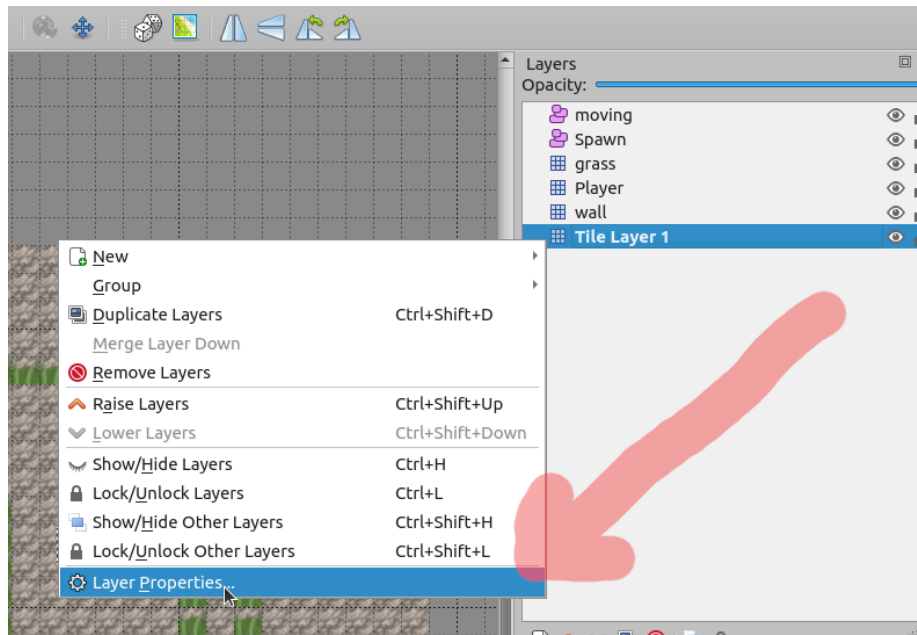 Layers
Opacity:
moving
Spawn
grass
Player
wall
Tile Layer 1
New
Group
Duplicate Layers Ctrl+Shift+D
Merge Layer Down
Remove Layers
Raise Layers Ctrl+Shift+Up
Lower Layers Ctrl+Shift+Down
Show/Hide Layers Ctrl+H
Lock/Unlock Layers Ctrl+L
Show/Hide Other Layers Ctrl+Shift+H
Lock/Unlock Other Layers Ctrl+Shift+L
Layer Properties...